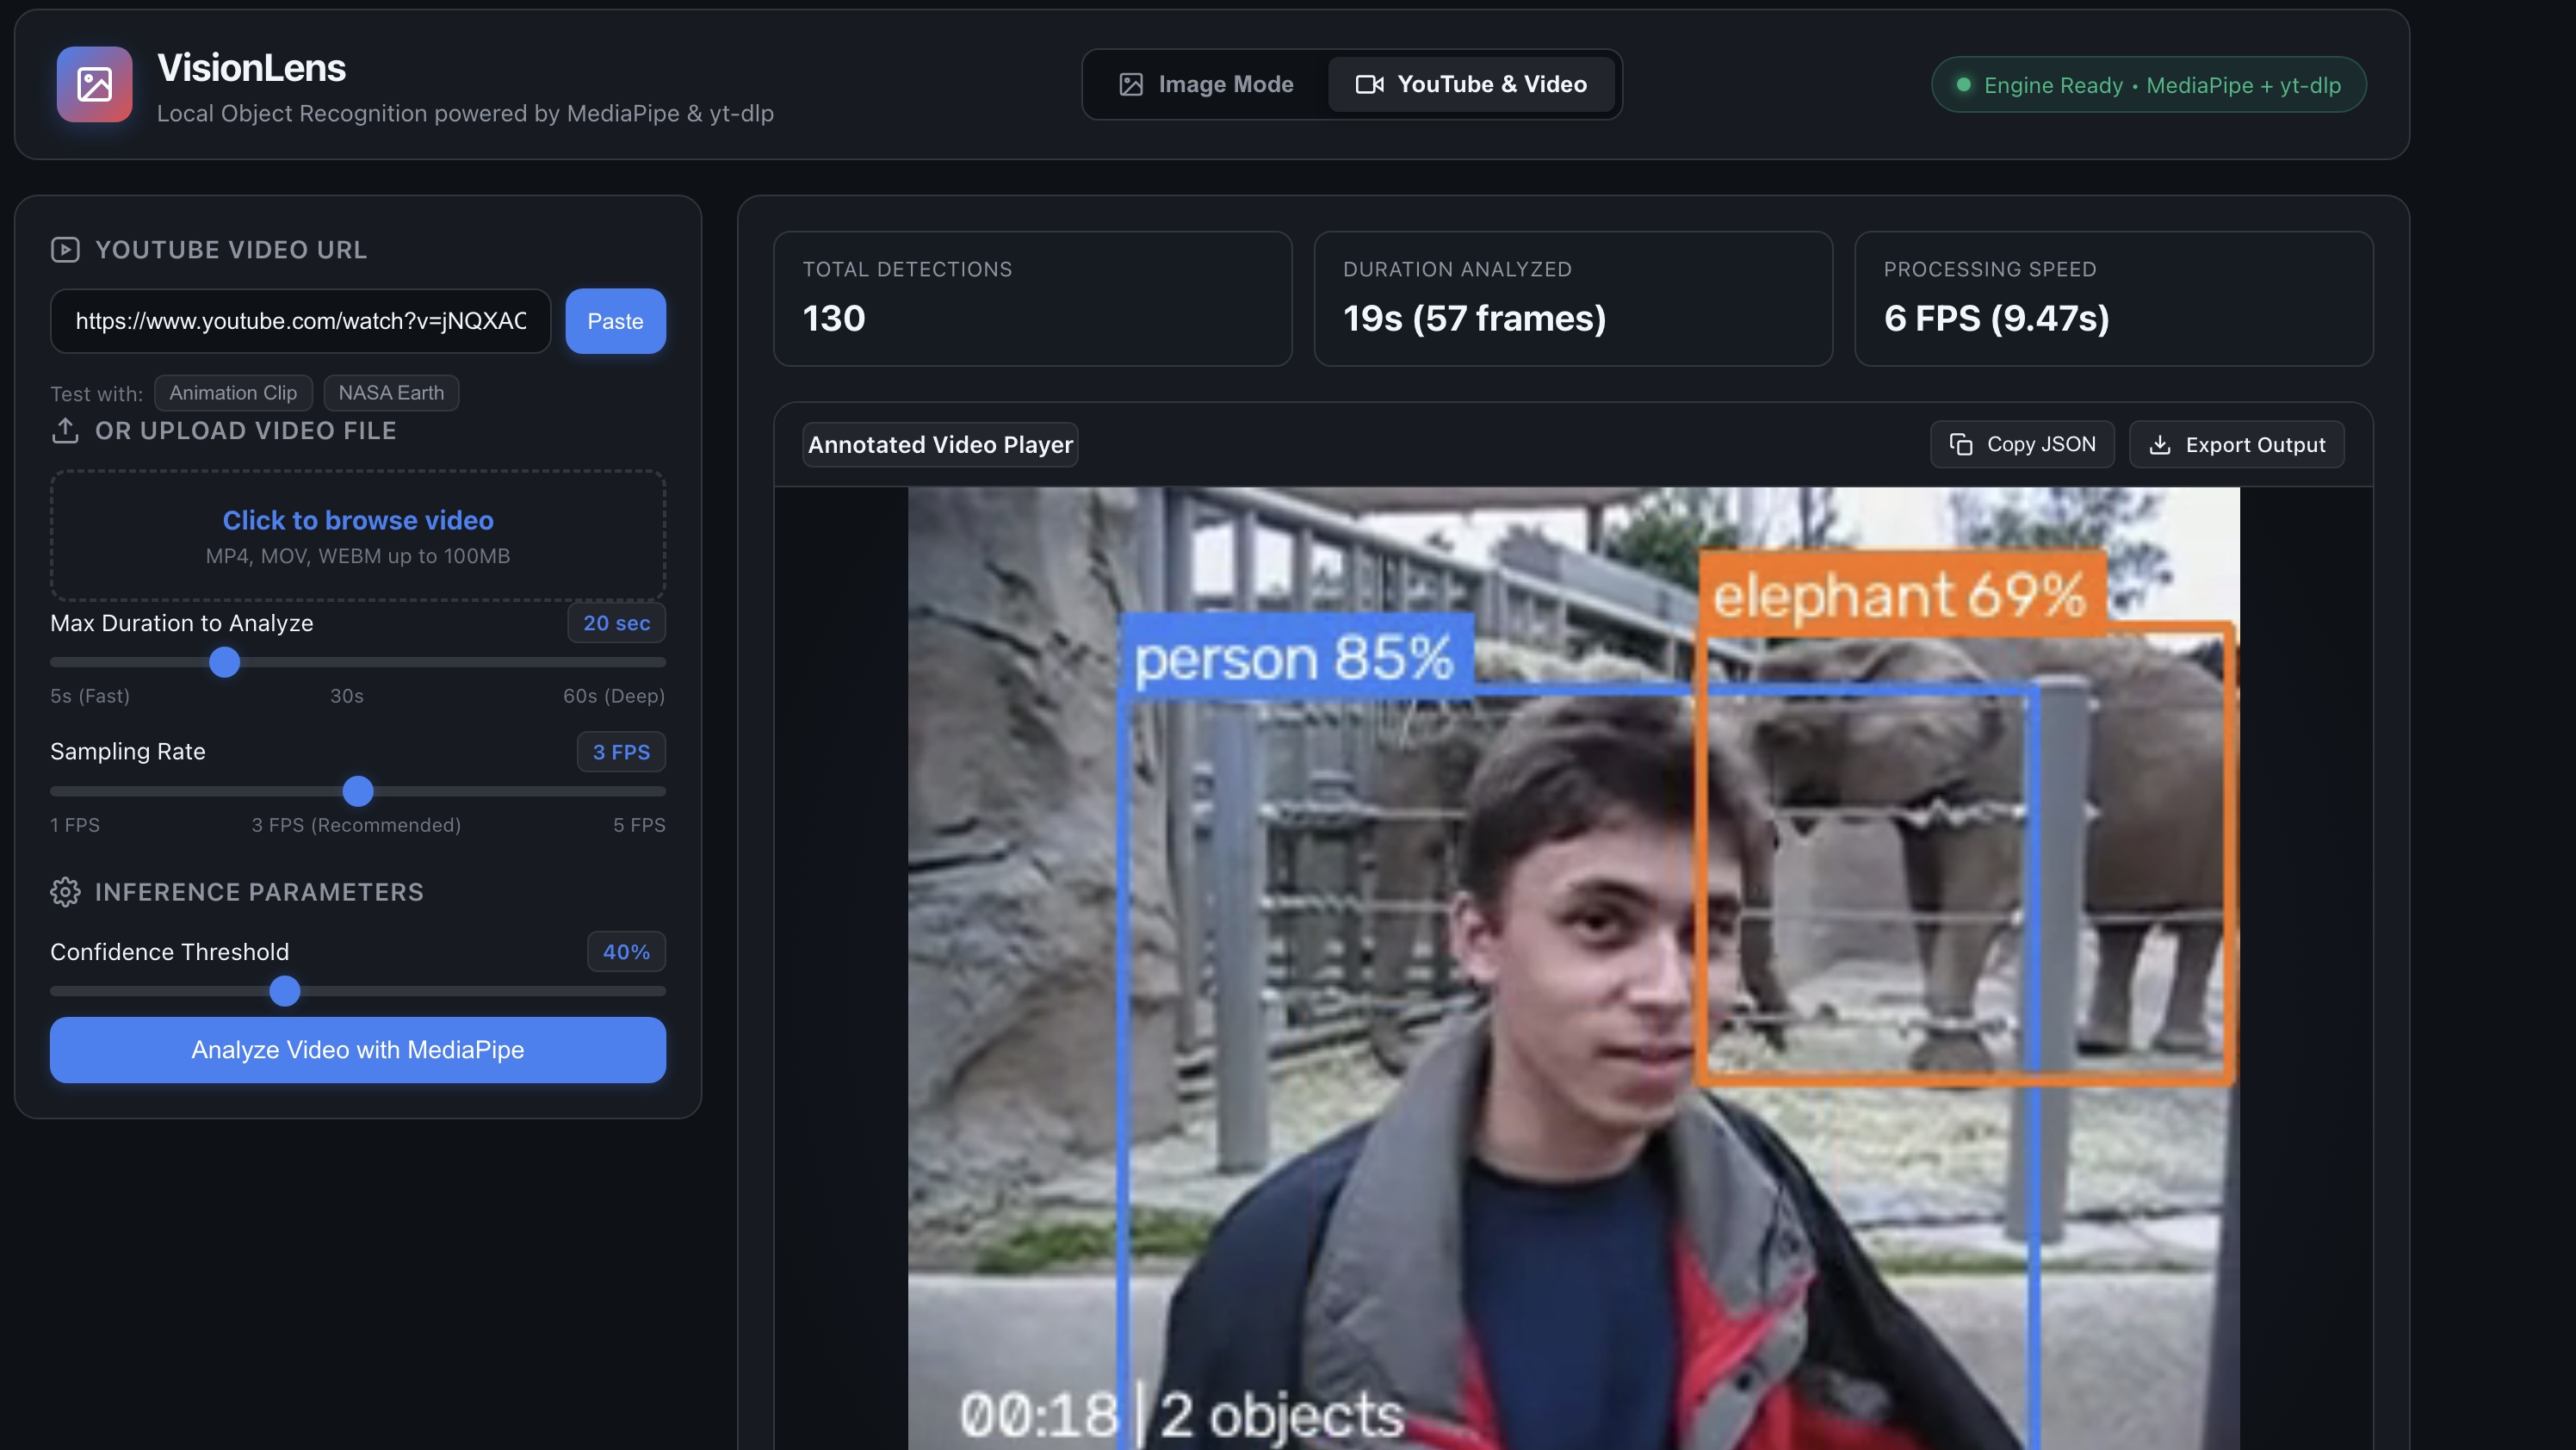 VisionLens
Local Object Recognition powered by MediaPipe & yt-dlp
Image Mode
YouTube & Video
Engine Ready • MediaPipe + yt-dlp
YOUTUBE VIDEO URL
https://www.youtube.com/watch?v=jNQXAC
Paste
Test with:
Animation Clip
NASA Earth
OR UPLOAD VIDEO FILE
Click to browse video
MP4, MOV, WEBM up to 100MB
Max Duration to Analyze
20 sec
5s (Fast)
30s
60s (Deep)
Sampling Rate
3 FPS
1 FPS
3 FPS (Recommended)
5 FPS
INFERENCE PARAMETERS
Confidence Threshold
40%
Analyze Video with MediaPipe
TOTAL DETECTIONS
130
DURATION ANALYZED
19s (57 frames)
PROCESSING SPEED
6 FPS (9.47s)
Annotated Video Player
Copy JSON
Export Output
elephant 69%
person 85%
00:18 | 2 objects